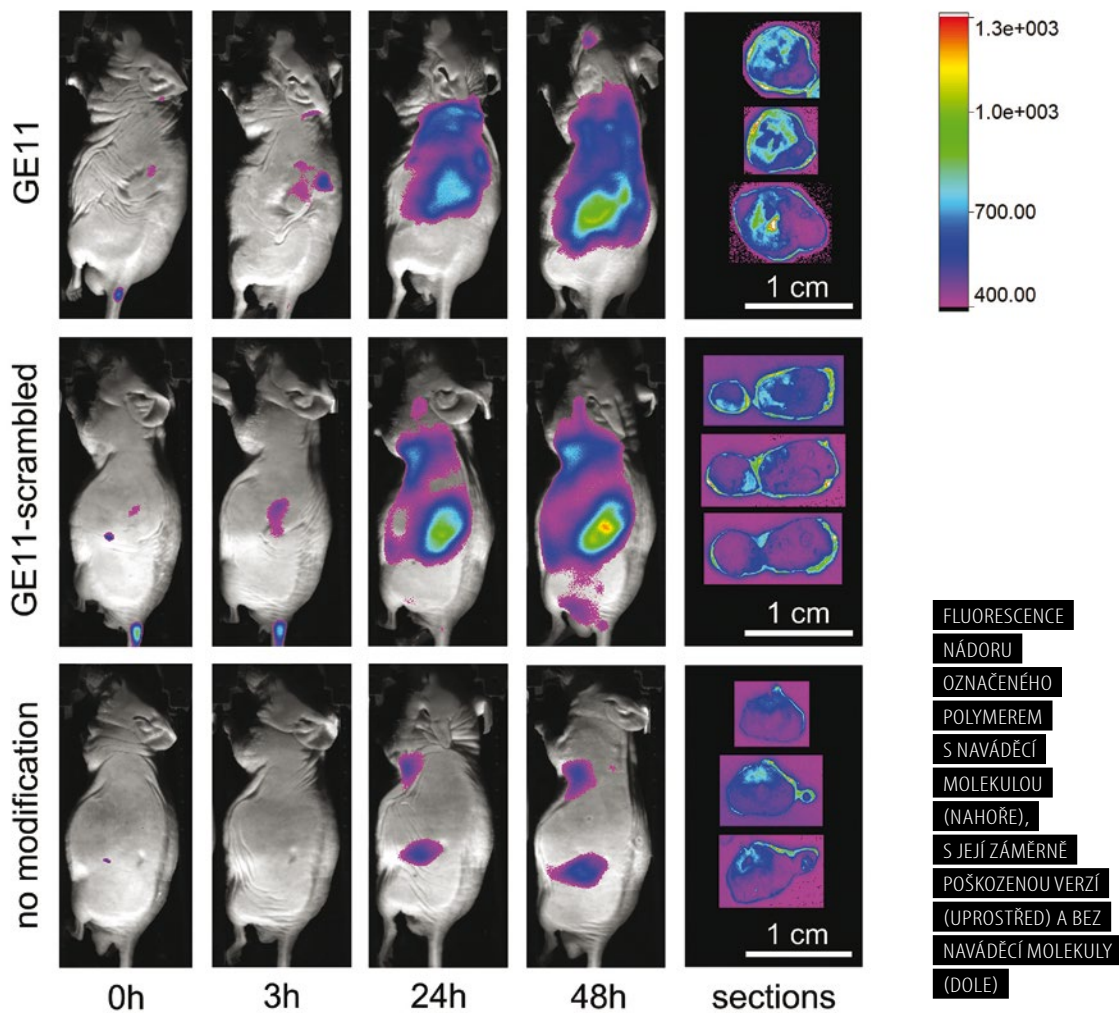 GE11
1.3e+003
1.0e+003
700.00
400.00
1 cm
GE11-scrambled
1 cm
no modification
1 cm
0h
3h
24h
48h
sections
FLUORESCENCE
NÁDORU
OZNAČENÉHO
POLYMEREM
S NAVÁDĚCÍ
MOLEKULOU
(NAHOŘE),
S JEJÍ ZÁMĚRNĚ
POŠKOZENOU VERZÍ
(UPROSTŘED) A BEZ
NAVÁDĚCÍ MOLEKULY
(DOLE)